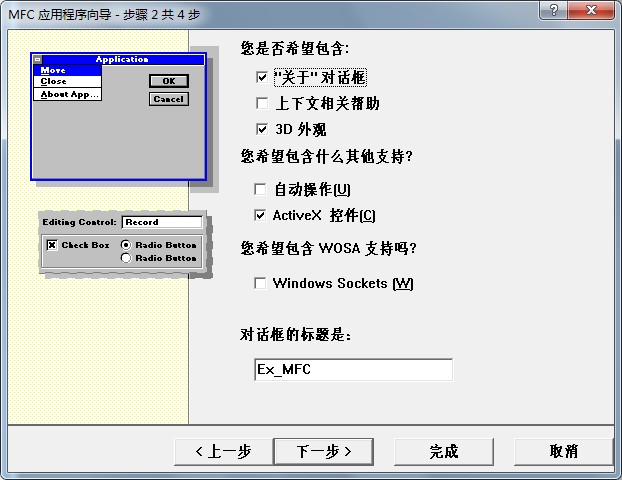 MFC 应用程序向导 - 步骤 2 共 4 步
Application
Move
Close
About App...
OK
Cancel
Editing Control: Record
Check Box
Radio Button
Radio Button
您是否希望包含:
"关于" 对话框
上下文相关帮助
3D 外观
您希望包含什么其他支持?
自动操作(U)
ActiveX 控件(C)
您希望包含 WOSA 支持吗?
Windows Sockets (W)
对话框的标题是:
Ex_MFC
< 上一步 下一步 > 完成 取消